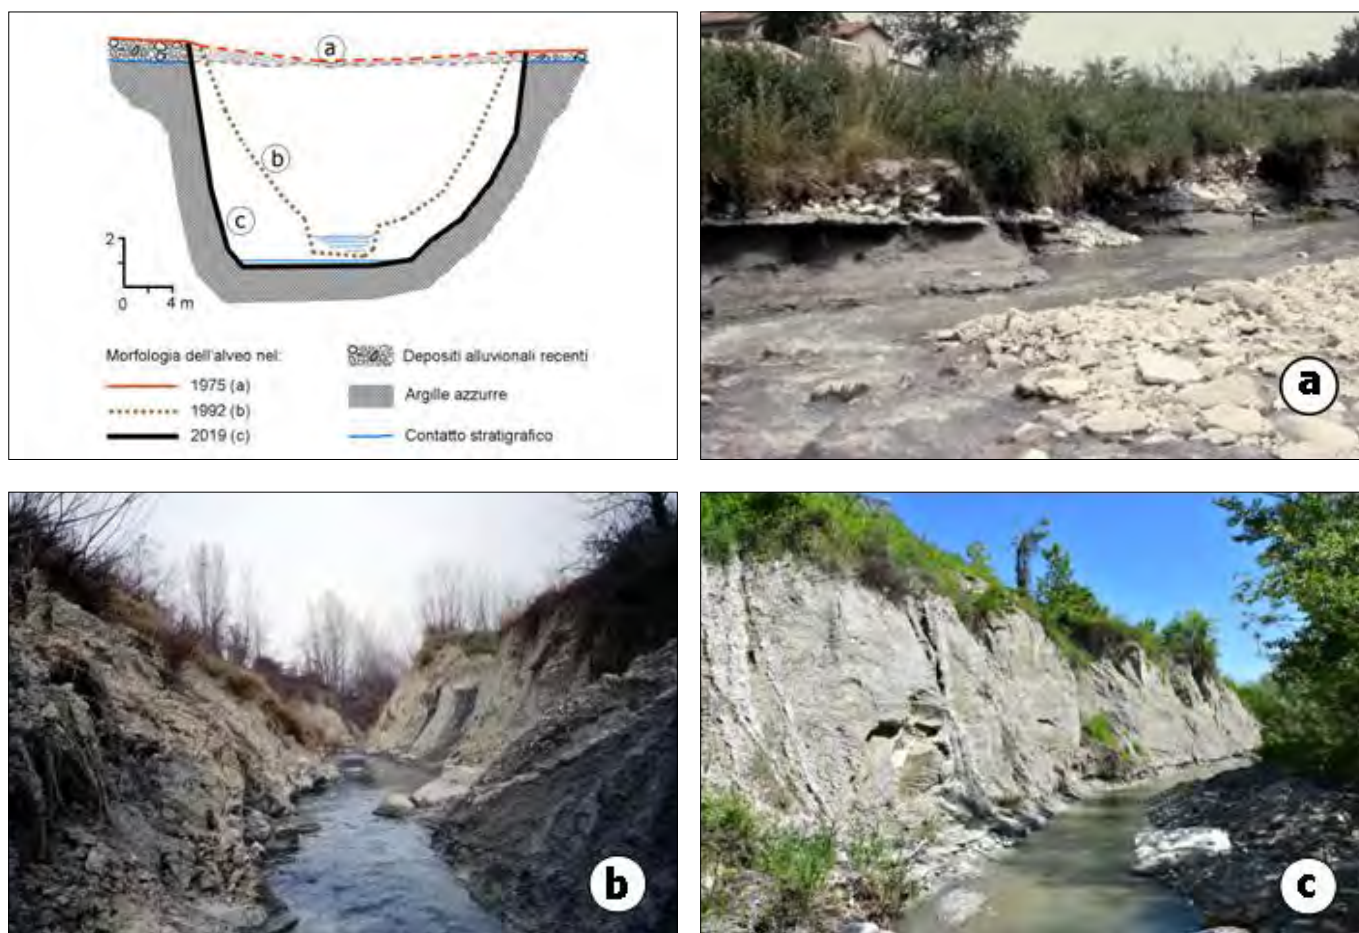 a
b
c
2
0 4 m
Morfologia dell'alveo nel:
1975 (a)
1992 (b)
2019 (c)
Depositi alluvionali recenti
Argille azzurre
Contatto stratigrafico
a
b
c